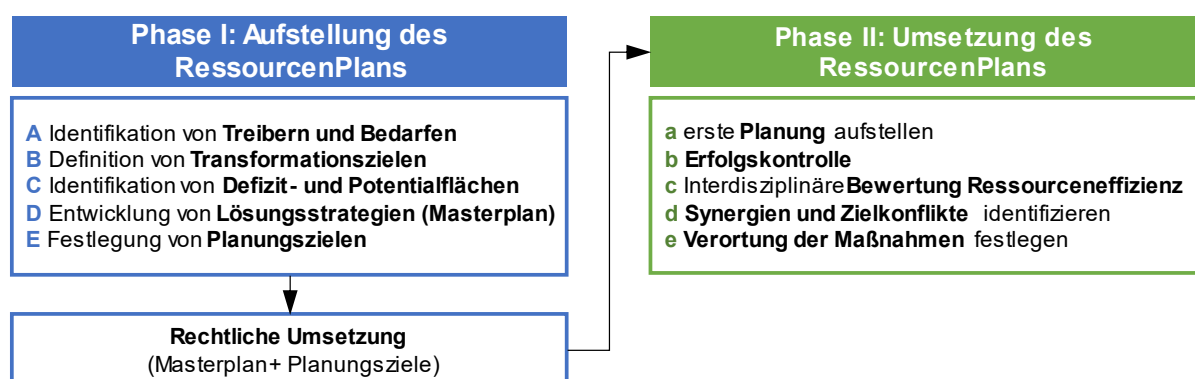 Phase I: Aufstellung des
RessourcenPlans
A Identifikation von Treibern und Bedarfen
B Definition von Transformationszielen
C Identifikation von Defizit- und Potentialflächen
D Entwicklung von Lösungsstrategien (Masterplan)
E Festlegung von Planungszielen
Rechtliche Umsetzung
(Masterplan+ Planungsziele)
Phase II: Umsetzung des
RessourcenPlans
a erste Planung aufstellen
b Erfolgskontrolle
c Interdisziplinäre Bewertung Ressourceneffizienz
d Synergien und Zielkonflikte identifizieren
e Verortung der Maßnahmen festlegen